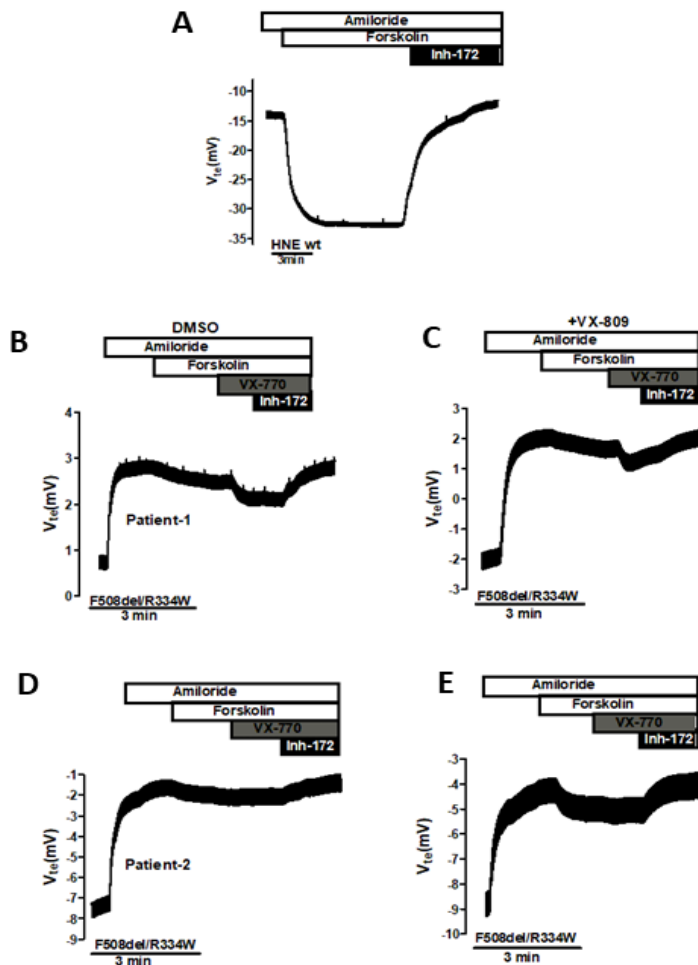 A
Amiloride
Forskolin
Inh-172
-10
-15
-20
-25
-30
-35
Vte(mV)
HNE wt
3min
B
DMSO
Amiloride
Forskolin
VX-770
Inh-172
4
3
2
1
0
Vte(mV)
Patient-1
F508del/R334W
3 min
C
+VX-809
Amiloride
Forskolin
VX-770
Inh-172
3
2
1
0
-1
-2
-3
Vte(mV)
F508del/R334W
3 min
D
Amiloride
Forskolin
VX-770
Inh-172
-1
-2
-3
-4
-5
-6
-7
-8
-9
Vte(mV)
Patient-2
F508del/R334W
3 min
E
Amiloride
Forskolin
VX-770
Inh-172
-3
-4
-5
-6
-7
-8
-9
-10
Vte(mV)
F508del/R334W
3 min